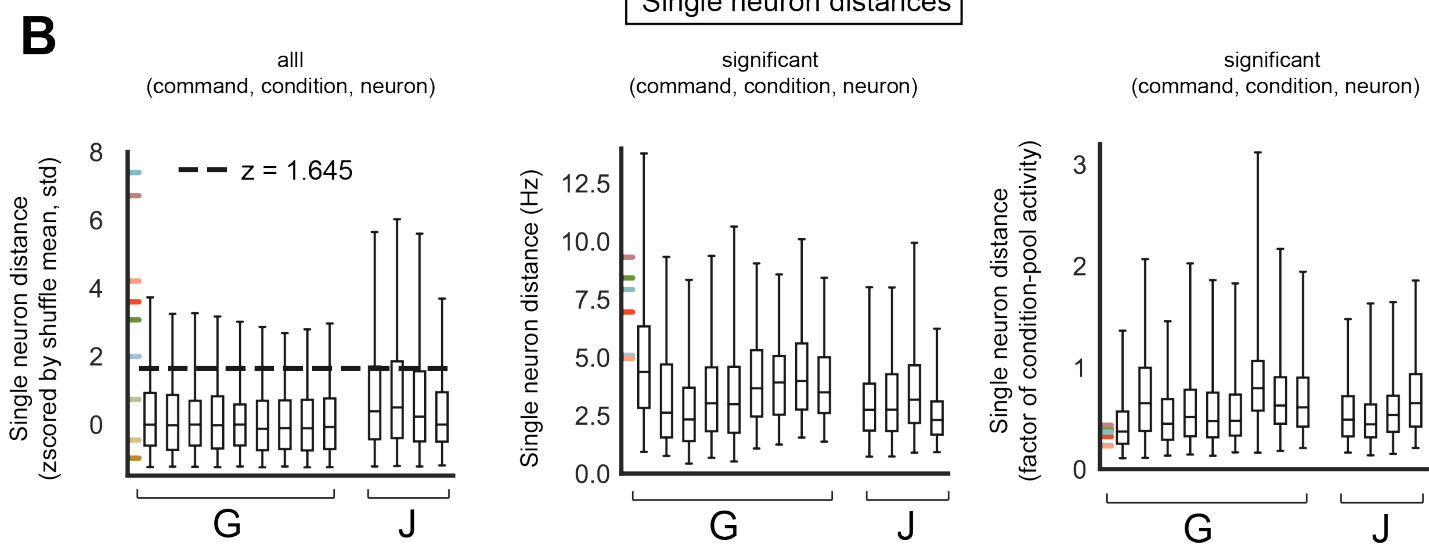 Single neuron distances
B
alll
(command, condition, neuron)
significant
(command, condition, neuron)
significant
(command, condition, neuron)
Single neuron distance
(zscored by shuffle mean, std)
8
6
4
2
0
z = 1.645
G
J
Single neuron distance (Hz)
12.5
10.0
7.5
5.0
2.5
0.0
G
J
Single neuron distance
(factor of condition-pool activity)
3
2
1
0
G
J